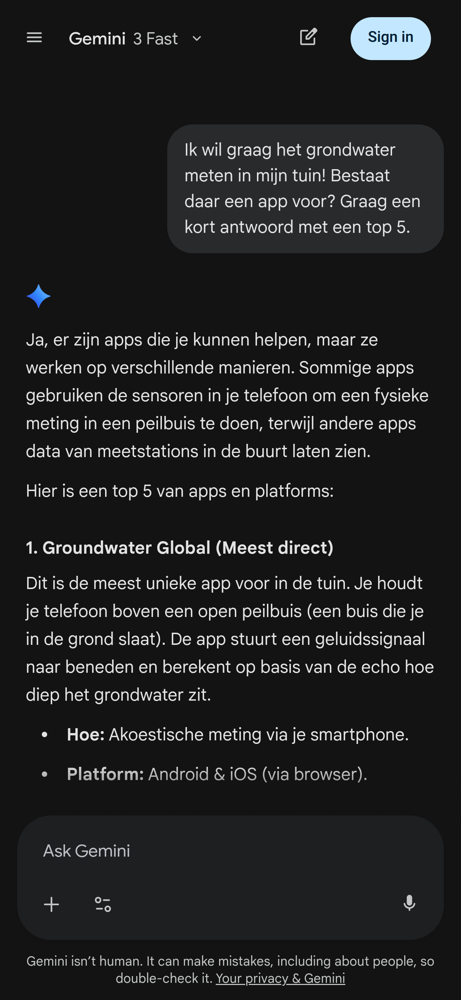 Gemini 3 Fast
Sign in
Ik wil graag het grondwater
meten in mijn tuin! Bestaat
daar een app voor? Graag een
kort antwoord met een top 5.
Ja, er zijn apps die je kunnen helpen, maar ze
werken op verschillende manieren. Sommige apps
gebruiken de sensoren in je telefoon om een fysieke
meting in een peilbuis te doen, terwijl andere apps
data van meetstations in de buurt laten zien.
Hier is een top 5 van apps en platforms:
1. Groundwater Global (Meest direct)
Dit is de meest unieke app voor in de tuin. Je houdt
je telefoon boven een open peilbuis (een buis die je
in de grond slaat). De app stuurt een geluidssignaal
naar beneden en berekent op basis van de echo hoe
diep het grondwater zit.
• Hoe: Akoestische meting via je smartphone.
• Platform: Android & iOS (via browser).
Ask Gemini
Gemini isn’t human. It can make mistakes, including about people, so
double-check it. Your privacy & Gemini